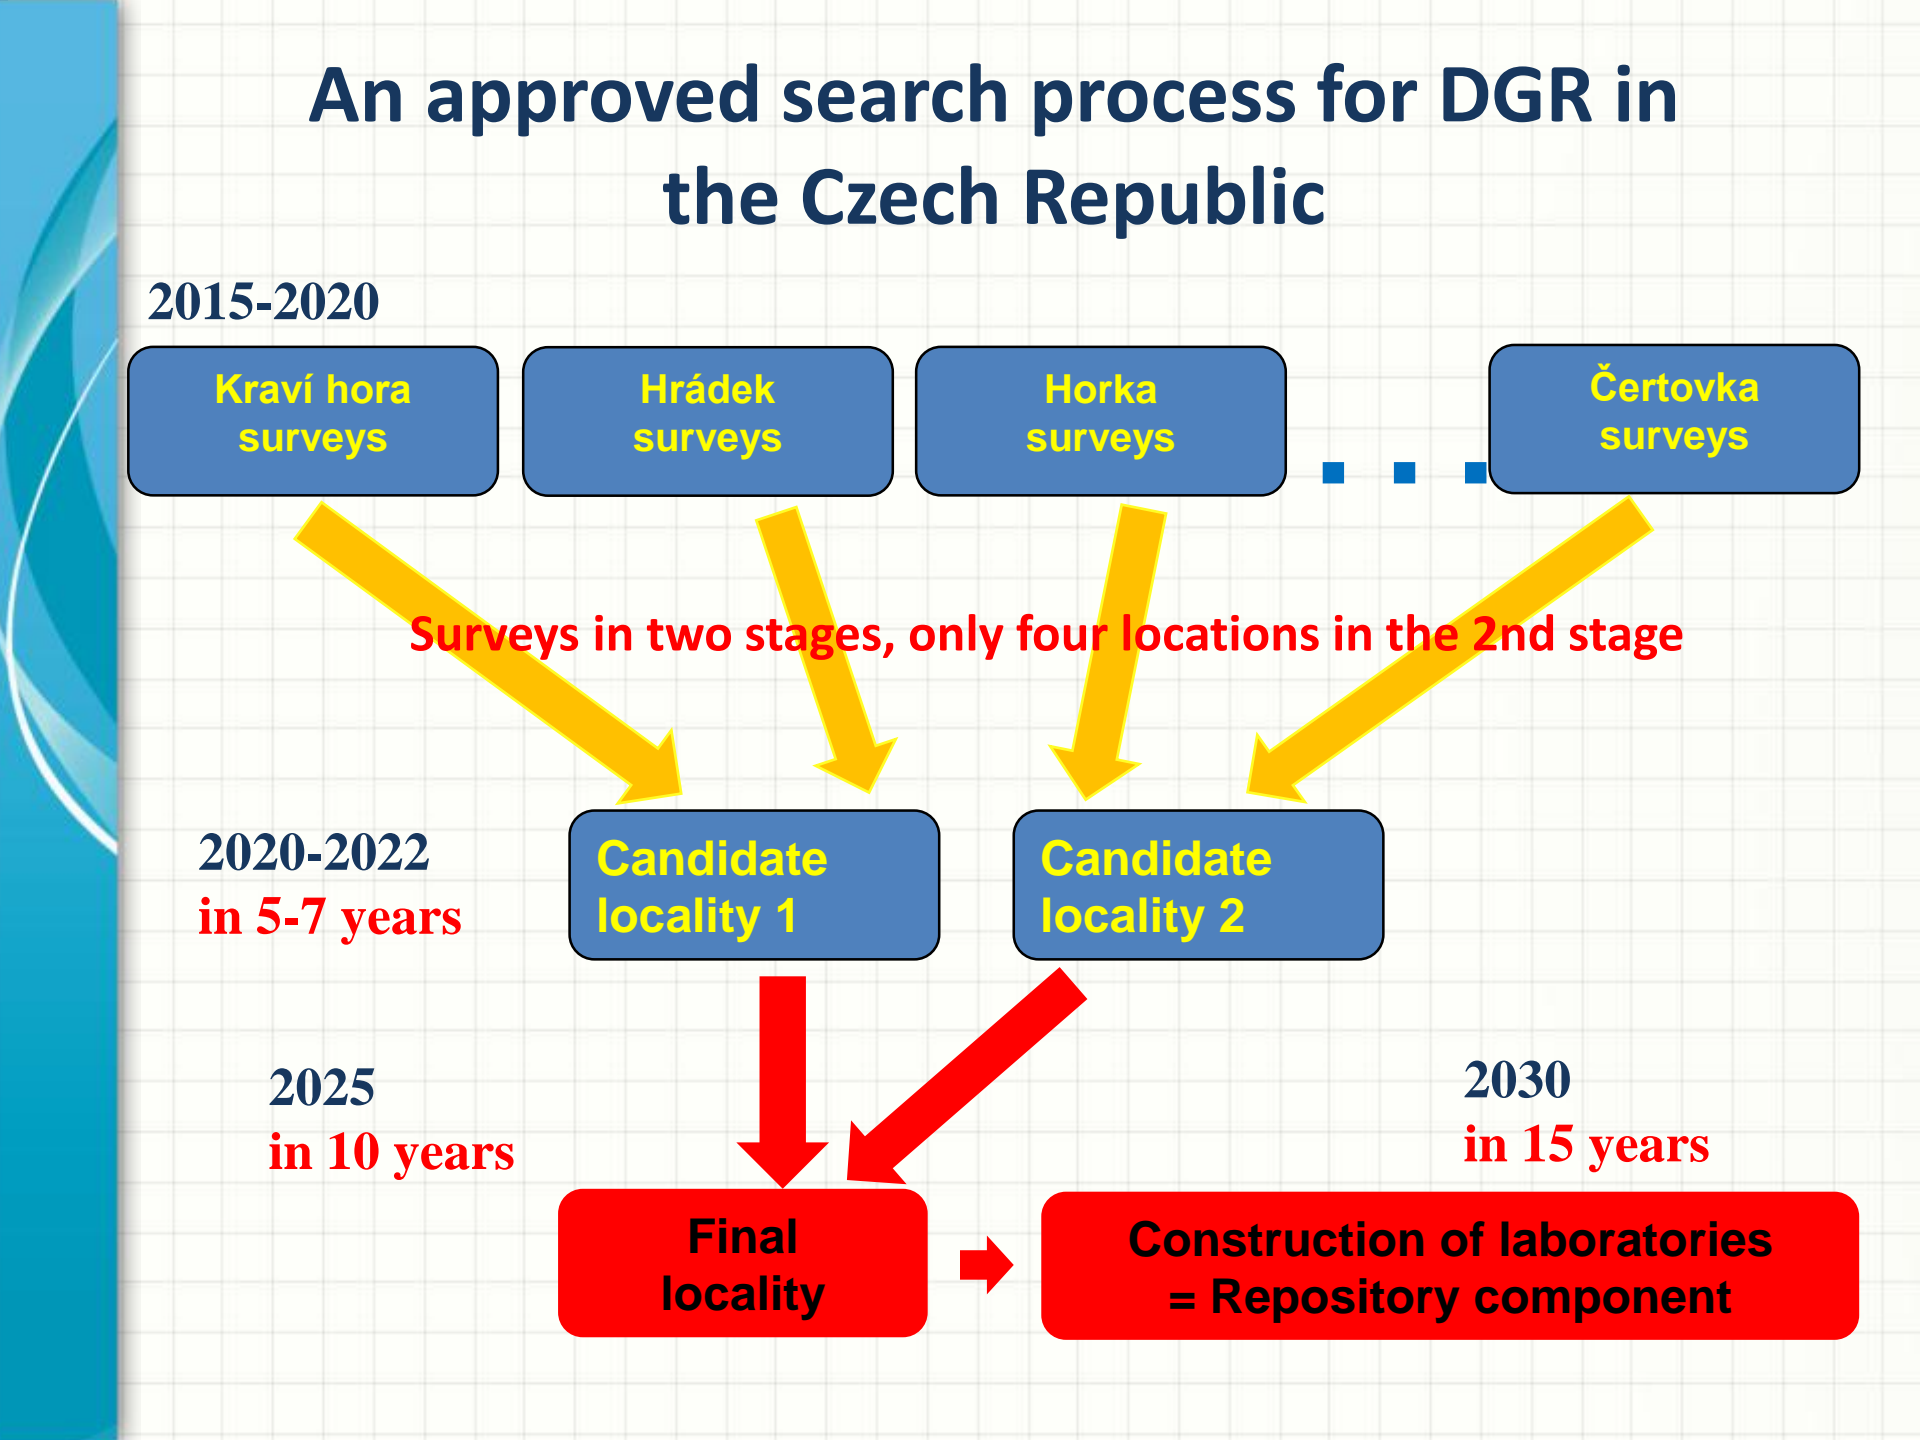 An approved search process for DGR in
the Czech Republic
2015-2020
Kraví hora
surveys
Hrádek
surveys
Horka
surveys
. . .
Čertovka
surveys
Surveys in two stages, only four locations in the 2nd stage
2020-2022
in 5-7 years
Candidate
locality 1
Candidate
locality 2
2025
in 10 years
2030
in 15 years
Final
locality
Construction of laboratories
= Repository component